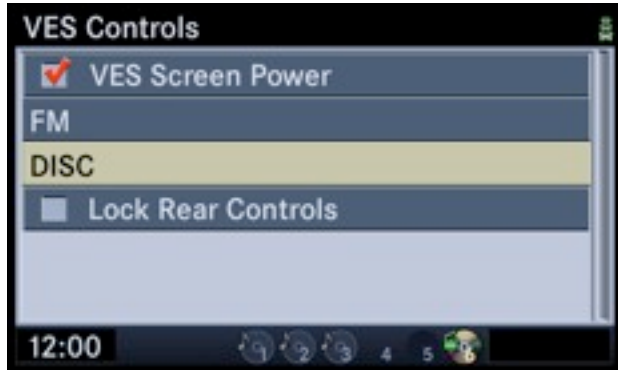 VES Controls
VES Screen Power
FM
DISC
Lock Rear Controls
12:00 1 2 3 4 5 6